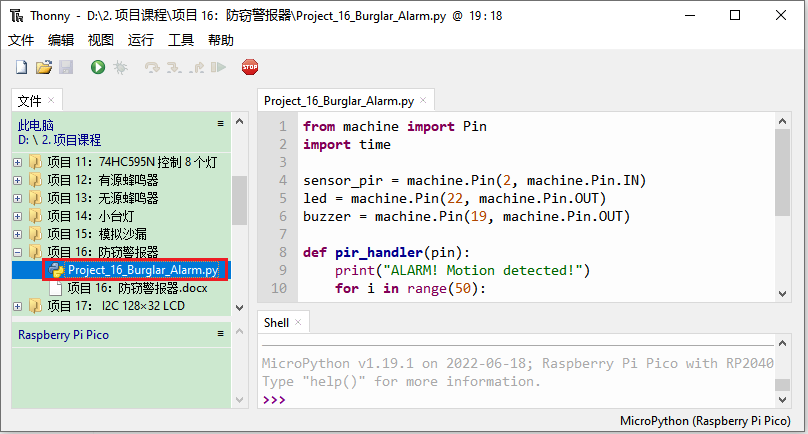 Thonny - D:\2. 项目课程\项目 16：防窃警报器\Project_16_Burglar_Alarm.py @ 19 : 18
文件 编辑 视图 运行 工具 帮助
STOP
文件 ×
此电脑
D: \ 2. 项目课程
项目 11：74HC595N 控制 8 个灯
项目 12：有源蜂鸣器
项目 13：无源蜂鸣器
项目 14：小台灯
项目 15：模拟沙漏
项目 16：防窃警报器
Project_16_Burglar_Alarm.py
项目 16：防窃警报器.docx
项目 17： I2C 128×32 LCD
Raspberry Pi Pico
Project_16_Burglar_Alarm.py ×
1 from machine import Pin
2 import time
3
4 sensor_pir = machine.Pin(2, machine.Pin.IN)
5 led = machine.Pin(22, machine.Pin.OUT)
6 buzzer = machine.Pin(19, machine.Pin.OUT)
7
8 def pir_handler(pin):
9 print("ALARM! Motion detected!")
10 for i in range(50):
Shell ×
MicroPython v1.19.1 on 2022-06-18; Raspberry Pi Pico with RP2040
Type "help()" for more information.
>>>
MicroPython (Raspberry Pi Pico)